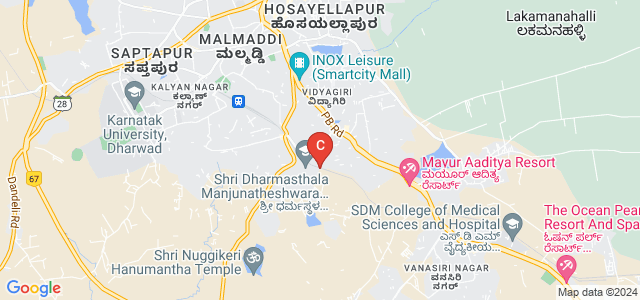 HOSAYELLAPUR
ಹೊಸಯಲ್ಲಾಪುರ
Lakamanahalli
ಲಕಮನಹಳ್ಳಿ
MALMADDI
ಮಲ್ಮಡ್ಡಿ
SAPTAPUR
ಸಪ್ತಪುರ
INOX Leisure
(Smartcity Mall)
KALYAN NAGAR
ಕಲ್ಯಾಣ್
ನಗರ್
VIDYAGIRI
ವಿದ್ಯಾಗಿರಿ
28
PB Rd
Karnatak
University,
Dharwad
C
Mayur Aaditya Resort
ಮಯೂರ್ ಆದಿತ್ಯ
ರೆಸಾರ್ಟ್
67
Dandeli Rd
Shri Dharmasthala
Manjunatheshwara...
ಶ್ರೀ ಧರ್ಮಸ್ಥಳ...
SDM College of Medical
Sciences and Hospital
ಎಸ್ ಡಿ ಎಮ್
ವೈದ್ಯಕೀಯ...
The Ocean Pear
Resort And Spa
ಓಷನ್ ಪರ್ಲ್
ರೆಸಾರ್ಟ್...
Shri Nuggikeri
Hanumantha Temple
VANASIRI NAGAR
ವನಸಿರಿ
ನಗರ್
Google
Map data ©2024